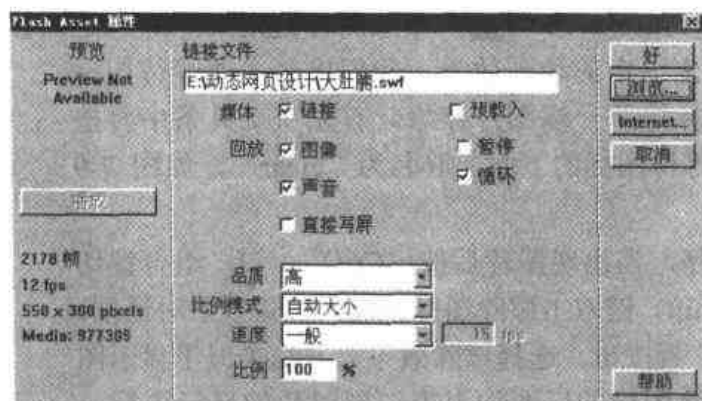 Flash Asset 属性
预览
Preview Not
Available
播放
2178 帧
12 fps
550 x 300 pixels
Media: 977309
链接文件
E:\动态网页设计\大肚腩.swf
媒体 链接 预载入
回放 图像 暂停
声音 循环
直接写屏
品质 高
比例模式 自动大小
速度 一般 15 fps
比例 100 %
好
浏览...
Internet...
取消
帮助